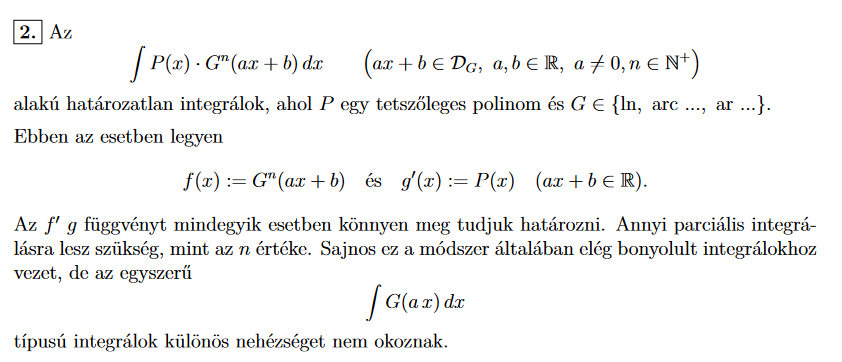 2. Az
∫ P(x) · Gⁿ(ax + b) dx (ax + b ∈ 𝒟_G, a, b ∈ ℝ, a ≠ 0, n ∈ ℕ⁺)
alakú határozatlan integrálok, ahol P egy tetszőleges polinom és G ∈ {ln, arc ..., ar ...}.
Ebben az esetben legyen
f(x) := Gⁿ(ax + b) és g′(x) := P(x) (ax + b ∈ ℝ).
Az f′ g függvényt mindegyik esetben könnyen meg tudjuk határozni. Annyi parciális integrá-
lásra lesz szükség, mint az n értéke. Sajnos ez a módszer általában elég bonyolult integrálokhoz
vezet, de az egyszerű
∫ G(a x) dx
típusú integrálok különös nehézséget nem okoznak.